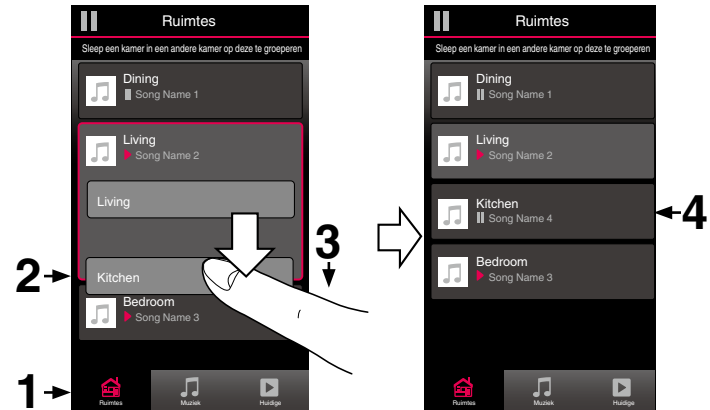 Ruimtes
Sleep een kamer in een andere kamer op deze te groeperen
Dining
Song Name 1
Living
Song Name 2
Living
Kitchen
Bedroom
Song Name 3
Ruimtes
Muziek
Huidige
1
2
3
Ruimtes
Sleep een kamer in een andere kamer op deze te groeperen
Dining
Song Name 1
Living
Song Name 2
Kitchen
Song Name 4
Bedroom
Song Name 3
Ruimtes
Muziek
Huidige
4